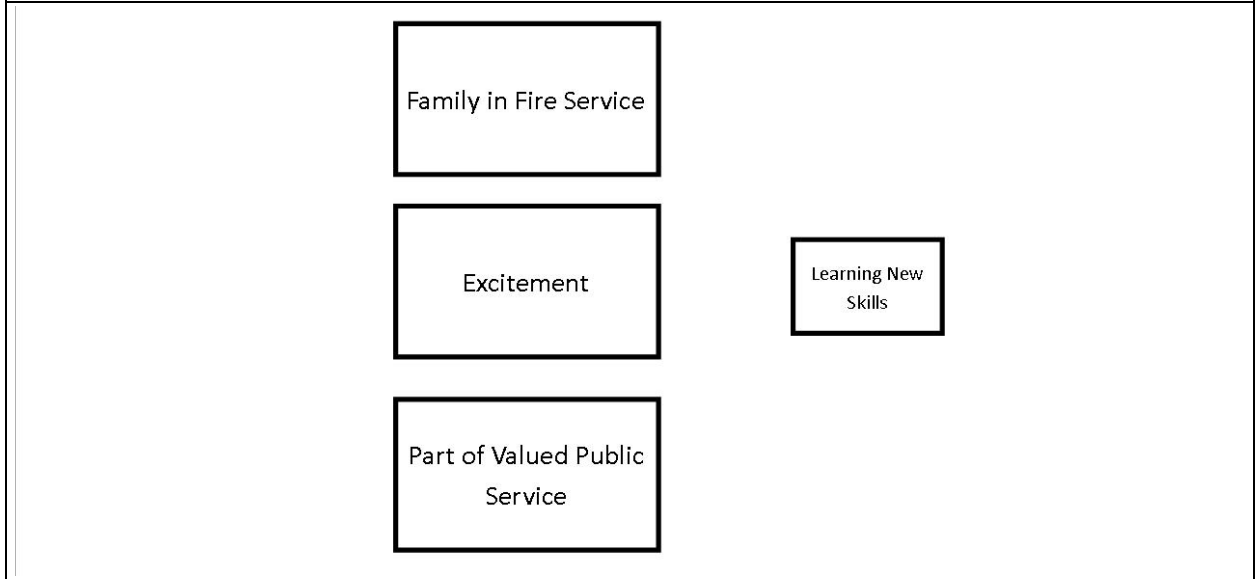 Family in Fire Service
Excitement
Learning New
Skills
Part of Valued Public
Service